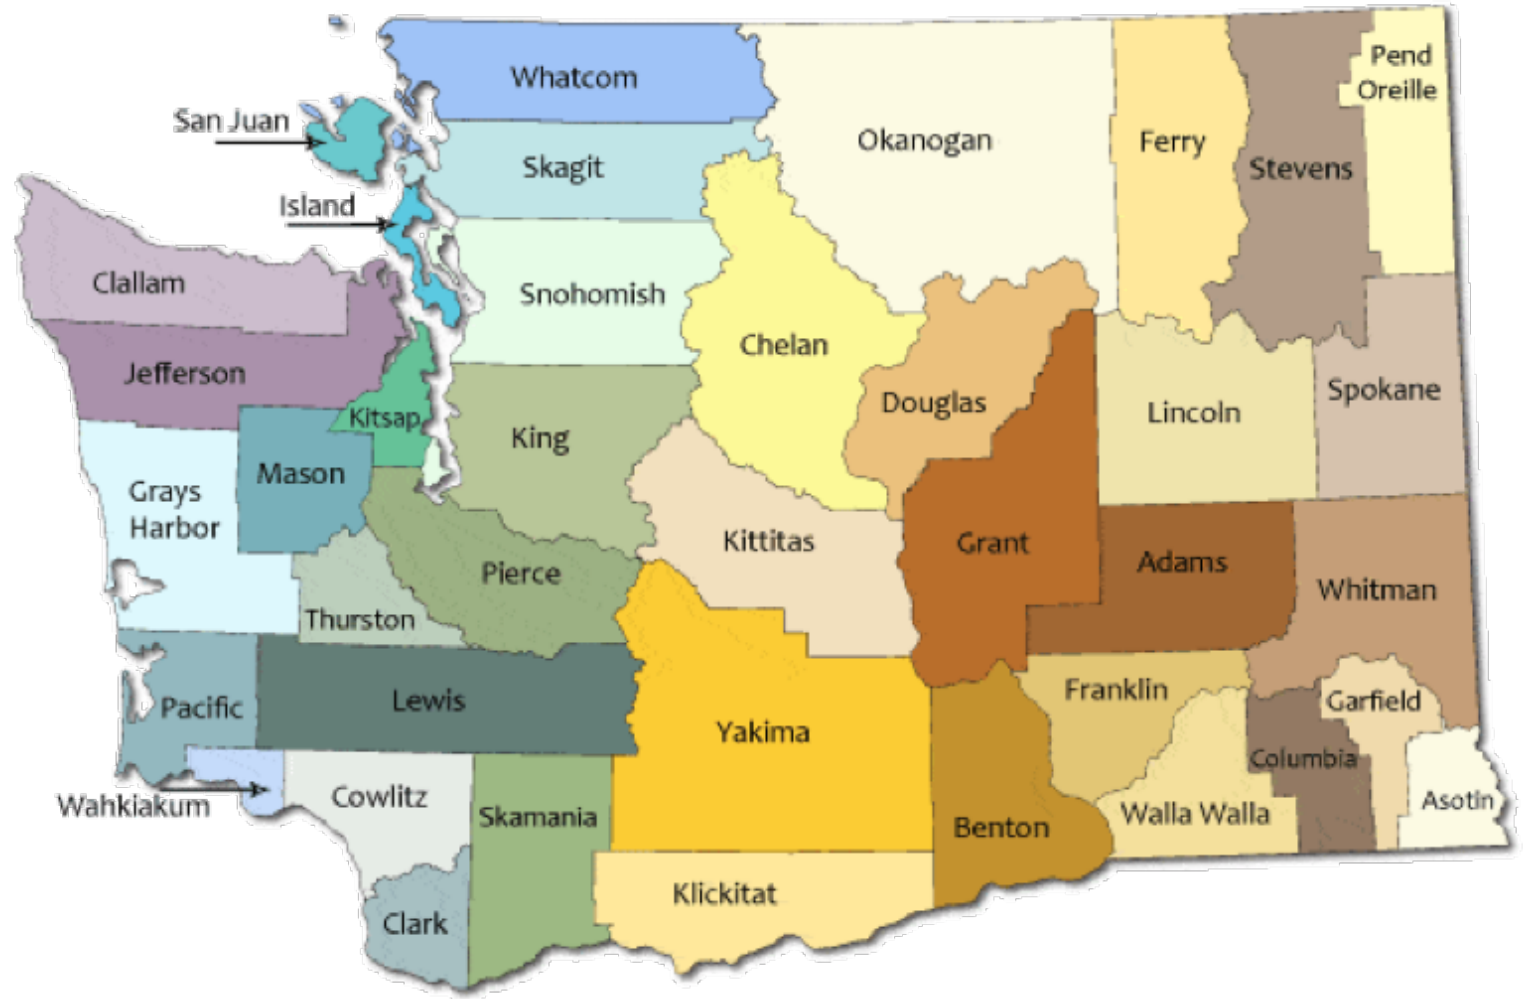 Whatcom
Pend
Oreille
San Juan
Okanogan
Ferry
Skagit
Stevens
Island
Clallam
Snohomish
Chelan
Jefferson
Spokane
Douglas
Lincoln
Kitsap
King
Mason
Grays
Harbor
Kittitas
Grant
Adams
Pierce
Whitman
Thurston
Franklin
Lewis
Garfield
Pacific
Yakima
Columbia
Cowlitz
Asotin
Wahkiakum
Skamania
Walla Walla
Benton
Klickitat
Clark